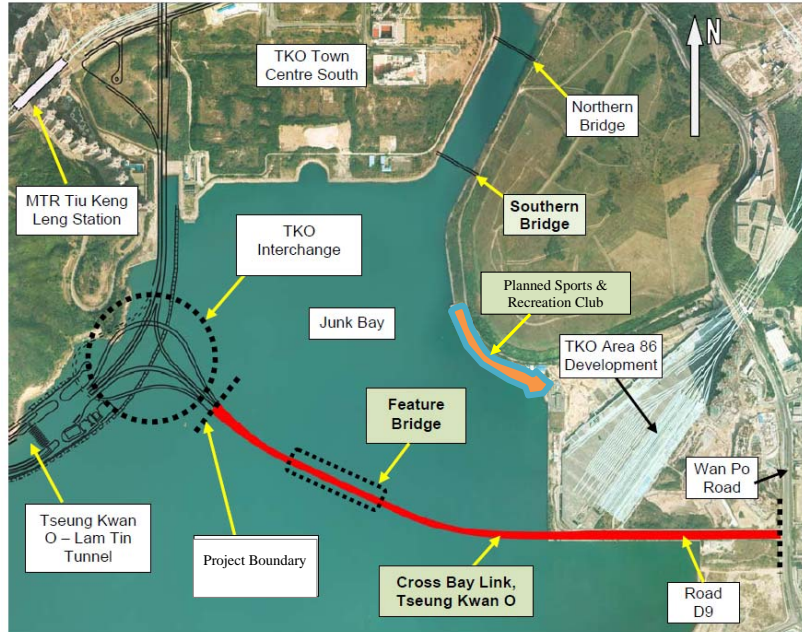 TKO Town
Centre South
N
Northern
Bridge
MTR Tiu Keng
Leng Station
Southern
Bridge
TKO
Interchange
Planned Sports &
Recreation Club
Junk Bay
TKO Area 86
Development
Feature
Bridge
Wan Po
Road
Tseung Kwan
O – Lam Tin
Tunnel
Project Boundary
Cross Bay Link,
Tseung Kwan O
Road
D9